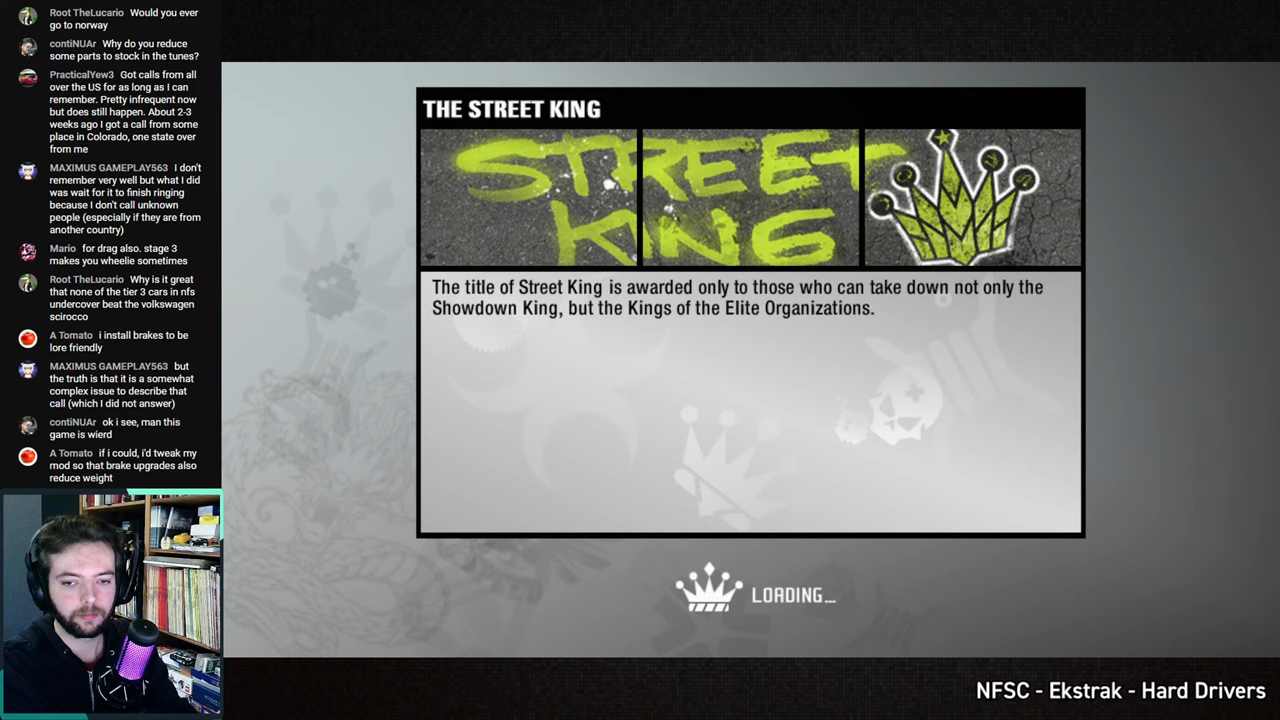 Root TheLucario Would you ever
go to norway
contiNUAr Why do you reduce
some parts to stock in the tunes?
PracticalYew3 Got calls from all
over the US for as long as I can
remember. Pretty infrequent now
but does still happen. About 2-3
weeks ago I got a call from some
place in Colorado, one state over
from me
MAXIMUS GAMEPLAY563 I don't
remember very well but what I did
was wait for it to finish ringing
because I don't call unknown
people (especially if they are from
another country)
Mario for drag also. stage 3
makes you wheelie sometimes
Root TheLucario Why is it great
that none of the tier 3 cars in nfs
undercover beat the volkswagen
scirocco
A Tomato i install brakes to be
lore friendly
MAXIMUS GAMEPLAY563 but
the truth is that it is a somewhat
complex issue to describe that
call (which I did not answer)
contiNUAr ok i see, man this
game is wierd
A Tomato if i could, i'd tweak my
mod so that brake upgrades also
reduce weight
THE STREET KING
STREET
KING
The title of Street King is awarded only to those who can take down not only the
Showdown King, but the Kings of the Elite Organizations.
LOADING...
NFSC - Ekstrak - Hard Drivers